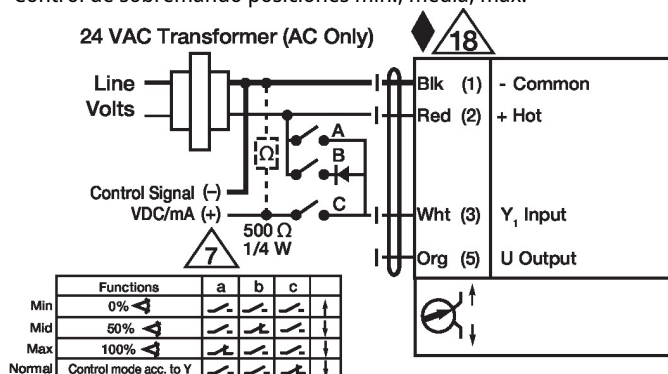 Control de sobremando posiciones mín., media, máx.
24 VAC Transformer (AC Only)
18
Line
Volts
Blk (1) - Common
Red (2) + Hot
A
B
Ω
Control Signal (–)
VDC/mA (+)
C
Wht (3) Y1 Input
500 Ω
1/4 W
7
Org (5) U Output
Functions a b c
Min 0%
Mid 50%
Max 100%
Normal Control mode acc. to Y